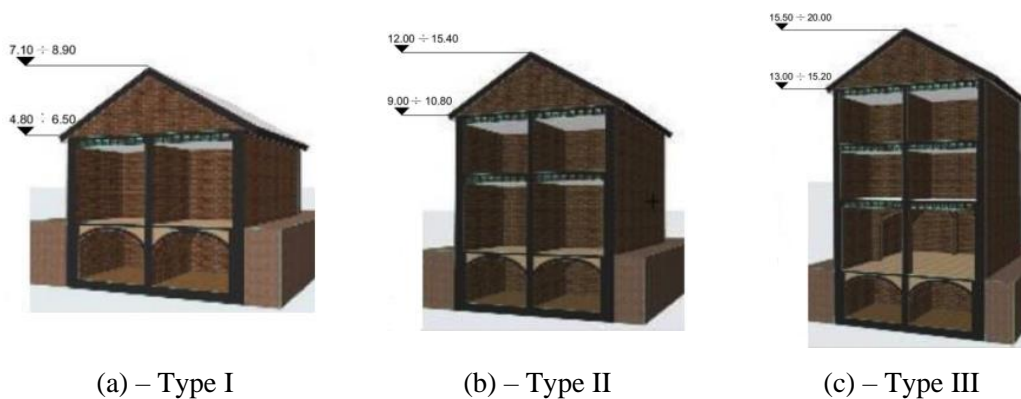 7.10 ÷ 8.90
4.80 ÷ 6.50
12.00 ÷ 15.40
9.00 ÷ 10.80
15.50 ÷ 20.00
13.00 ÷ 15.20
(a) – Type I
(b) – Type II
(c) – Type III